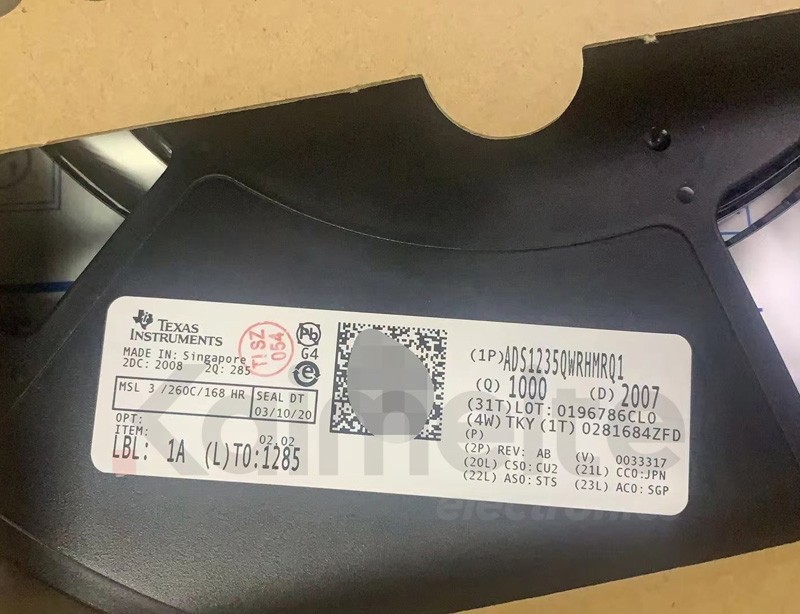 TEXAS
INSTRUMENTS
MADE IN: Singapore
2DC: 2008 2Q: 285
TI SZ
054
Pb
G4
e
MSL 3 /260C/168 HR
SEAL DT
03/10/20
OPT:
ITEM:
02.02
LBL: 1A (L)TO:1285
(1P)ADS1235QWRHMRQ1
(Q) 1000 (D) 2007
(31T)LOT: 0196786CLO
(4W) TKY (1T) 0281684ZFD
(P)
(2P) REV: AB (V) 0033317
(20L) CSO:CU2 (21L) CCO:JPN
(22L) ASO:STS (23L) ACO:SGP
Kaimeite
electronics